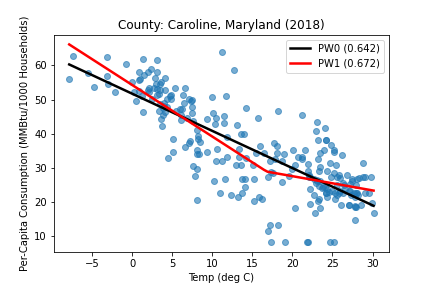 County: Caroline, Maryland (2018)
PW0 (0.642)
PW1 (0.672)
Per-Capita Consumption (MMBtu/1000 Households)
60
50
40
30
20
10
−5 0 5 10 15 20 25 30
Temp (deg C)